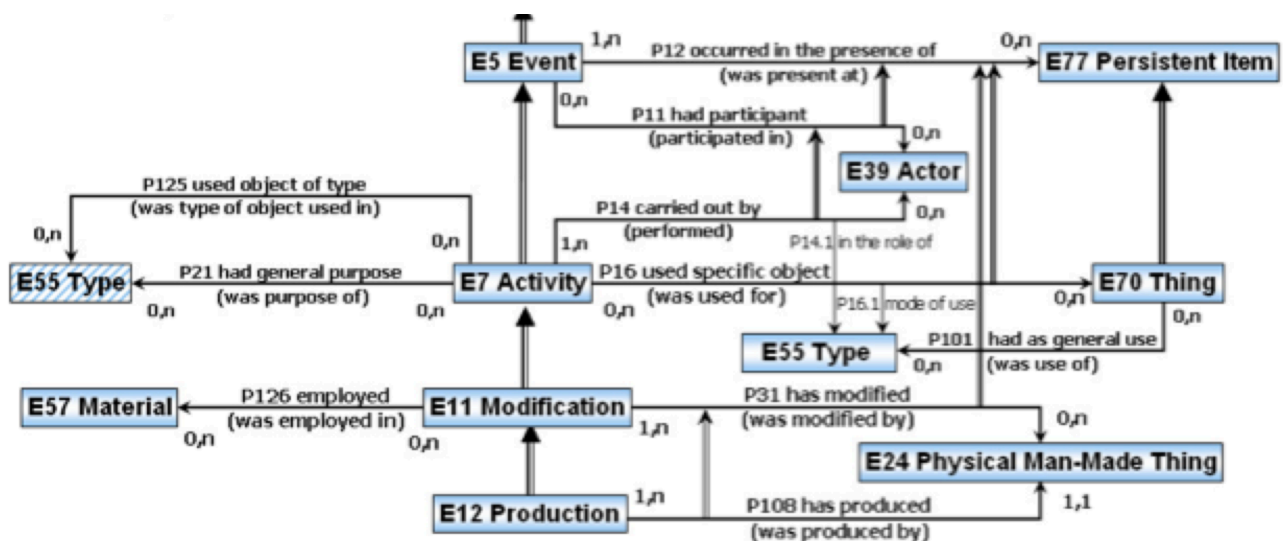 1,n
P12 occurred in the presence of
0,n
E5 Event
(was present at)
E77 Persistent Item
0,n
P11 had participant
(participated in)
0,n
E39 Actor
P125 used object of type
(was type of object used in)
P14 carried out by
0,n
(performed)
0,n
0,n
1,n
P14.1 in the role of
P21 had general purpose
P16 used specific object
E55 Type
E7 Activity
E70 Thing
(was purpose of)
(was used for)
0,n
0,n
0,n
0,n
P16.1 mode of use
0,n
P101 had as general use
E55 Type
0,n
(was use of)
P126 employed
P31 has modified
E57 Material
E11 Modification
(was employed in)
(was modified by)
0,n
0,n
1,n
0,n
E24 Physical Man-Made Thing
1,n
P108 has produced
1,1
E12 Production
(was produced by)